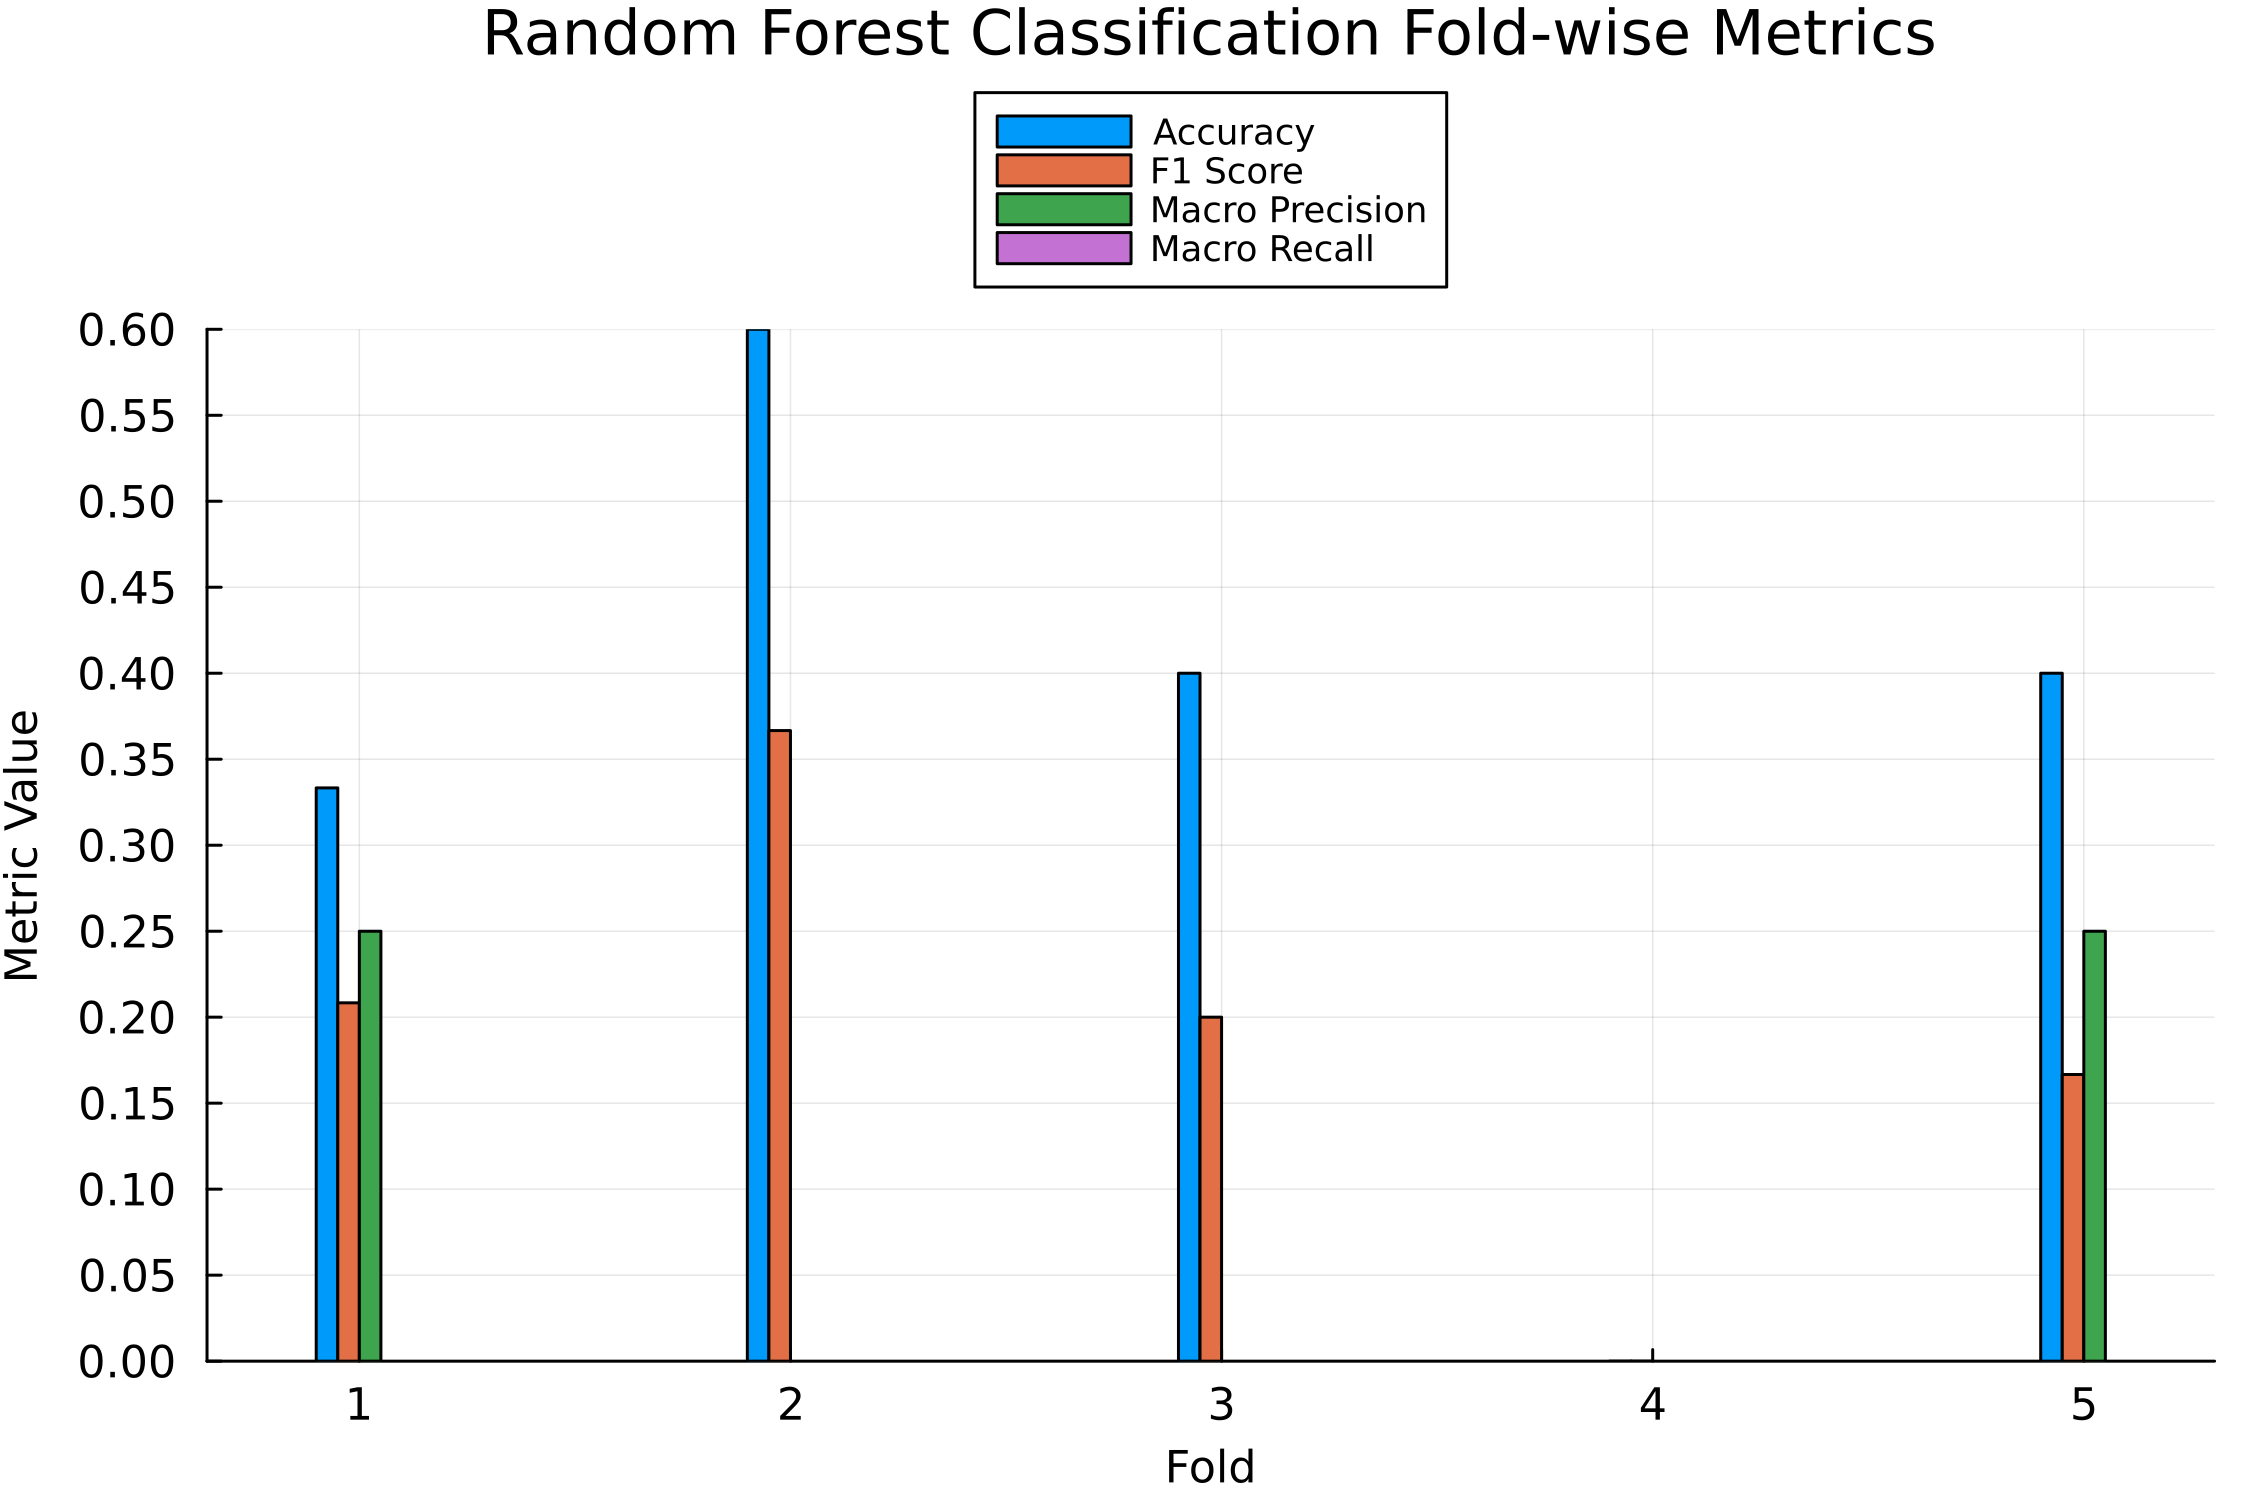 Random Forest Classification Fold-wise Metrics
Accuracy
F1 Score
Macro Precision
Macro Recall
0.60
0.55
0.50
0.45
0.40
0.35
0.30
0.25
0.20
0.15
0.10
0.05
0.00
Metric Value
1 2 3 4 5
Fold